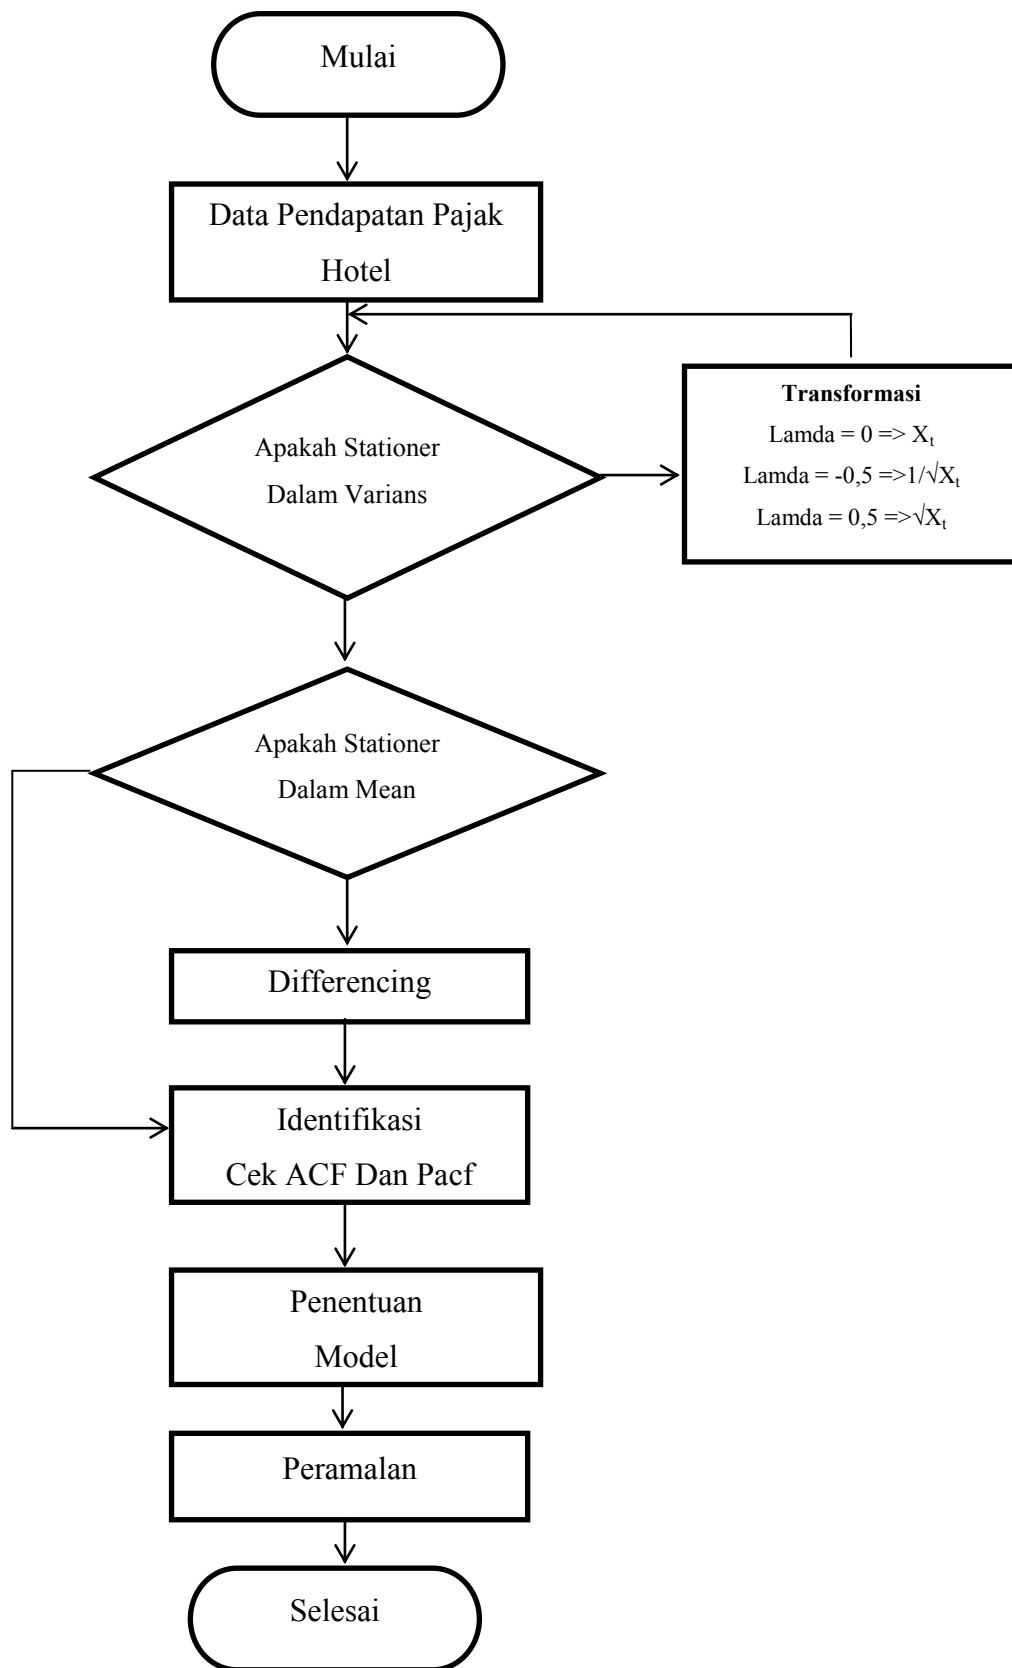 Mulai
Data Pendapatan Pajak
Hotel
Apakah Stationer
Dalam Varians
Transformasi
Lamda = 0 => Xₜ
Lamda = -0,5 =>1/√Xₜ
Lamda = 0,5 =>√Xₜ
Apakah Stationer
Dalam Mean
Differencing
Identifikasi
Cek ACF Dan Pacf
Penentuan
Model
Peramalan
Selesai